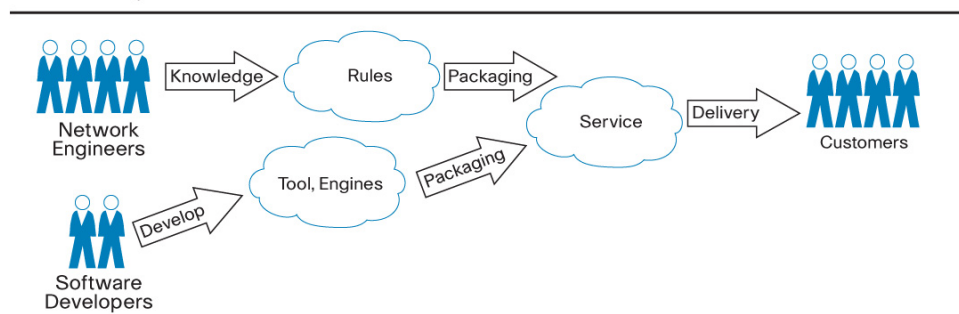 Knowledge
Rules
Packaging
Network
Engineers
Service
Delivery
Customers
Tool, Engines
Packaging
Develop
Software
Developers